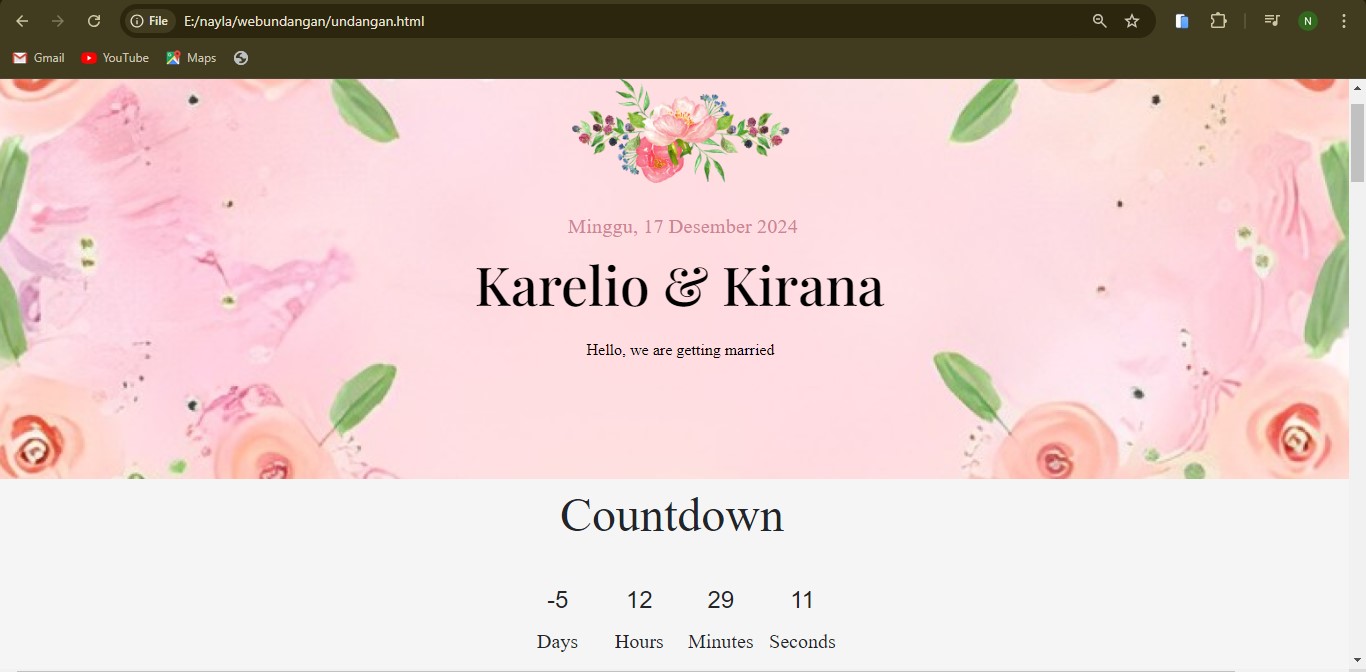 File E:/nayla/webundangan/undangan.html N
Gmail YouTube Maps
Minggu, 17 Desember 2024
Karelio & Kirana
Hello, we are getting married
Countdown
-5 12 29 11
Days Hours Minutes Seconds